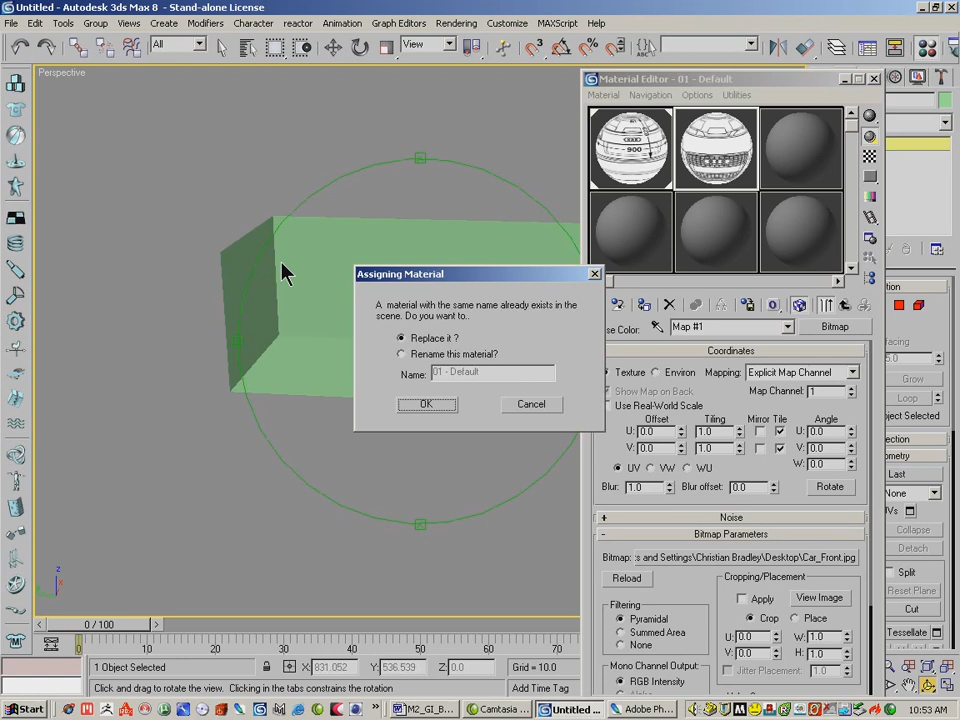 Untitled - Autodesk 3ds Max 8 - Stand-alone License
File Edit Tools Group Views Create Modifiers Character reactor Animation Graph Editors Rendering Customize MAXScript Help
All
View
Perspective
Material Editor - 01 - Default
Material Navigation Options Utilities
900
Assigning Material
A material with the same name already exists in the
scene. Do you want to..
Replace it ?
Rename this material?
Name: 01 - Default
OK Cancel
se Color: Map #1 Bitmap
Coordinates
Texture Environ Mapping: Explicit Map Channel
Show Map on Back Map Channel: 1
Use Real-World Scale
Offset Tiling Mirror Tile Angle
U: 0.0 1.0 U: 0.0
V: 0.0 1.0 V: 0.0
W: 0.0
UV VW WU
Blur: 1.0 Blur offset: 0.0 Rotate
+ Noise
- Bitmap Parameters
Bitmap: :s and Settings\Christian Bradley\Desktop\Car_Front.jpg
Reload
Cropping/Placement
Apply View Image
Crop Place
U: 0.0 W: 1.0
V: 0.0 H: 1.0
Jitter Placement: 1.0
Filtering
Pyramidal
Summed Area
None
Mono Channel Output:
RGB Intensity
5.0
Grow
Loop
Object Selected
Last
None
Collapse
Detach
Split
Reset Plane
Cut
Tessellate
z
x
0 / 100
0 10 20 30 40 50 60 70
1 Object Selected X: 831.052 Y: 536.539 Z: 0.0 Grid = 10.0
Click and drag to rotate the view. Clicking in the tabs constrains the rotation Add Time Tag
Start M2_GI_B... Camtasia ... Untitled ... Adobe Ph... 10:53 AM